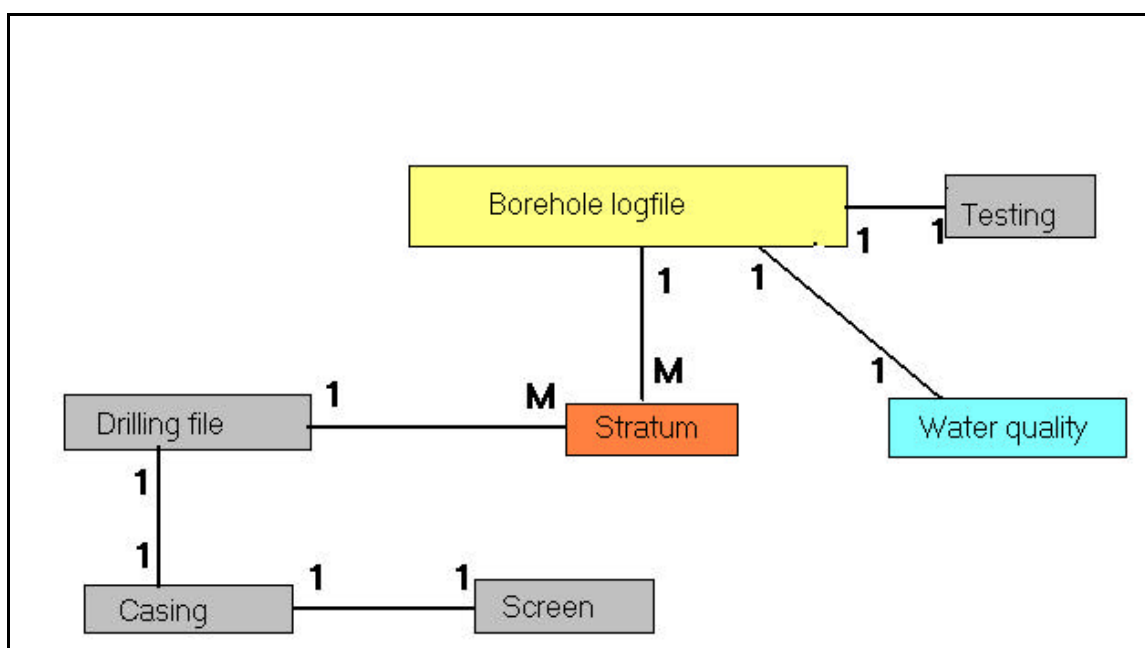 Borehole logfile
Testing
1
1
1
1
M
1
Drilling file
1
M
Stratum
Water quality
1
1
Casing
1
1
Screen